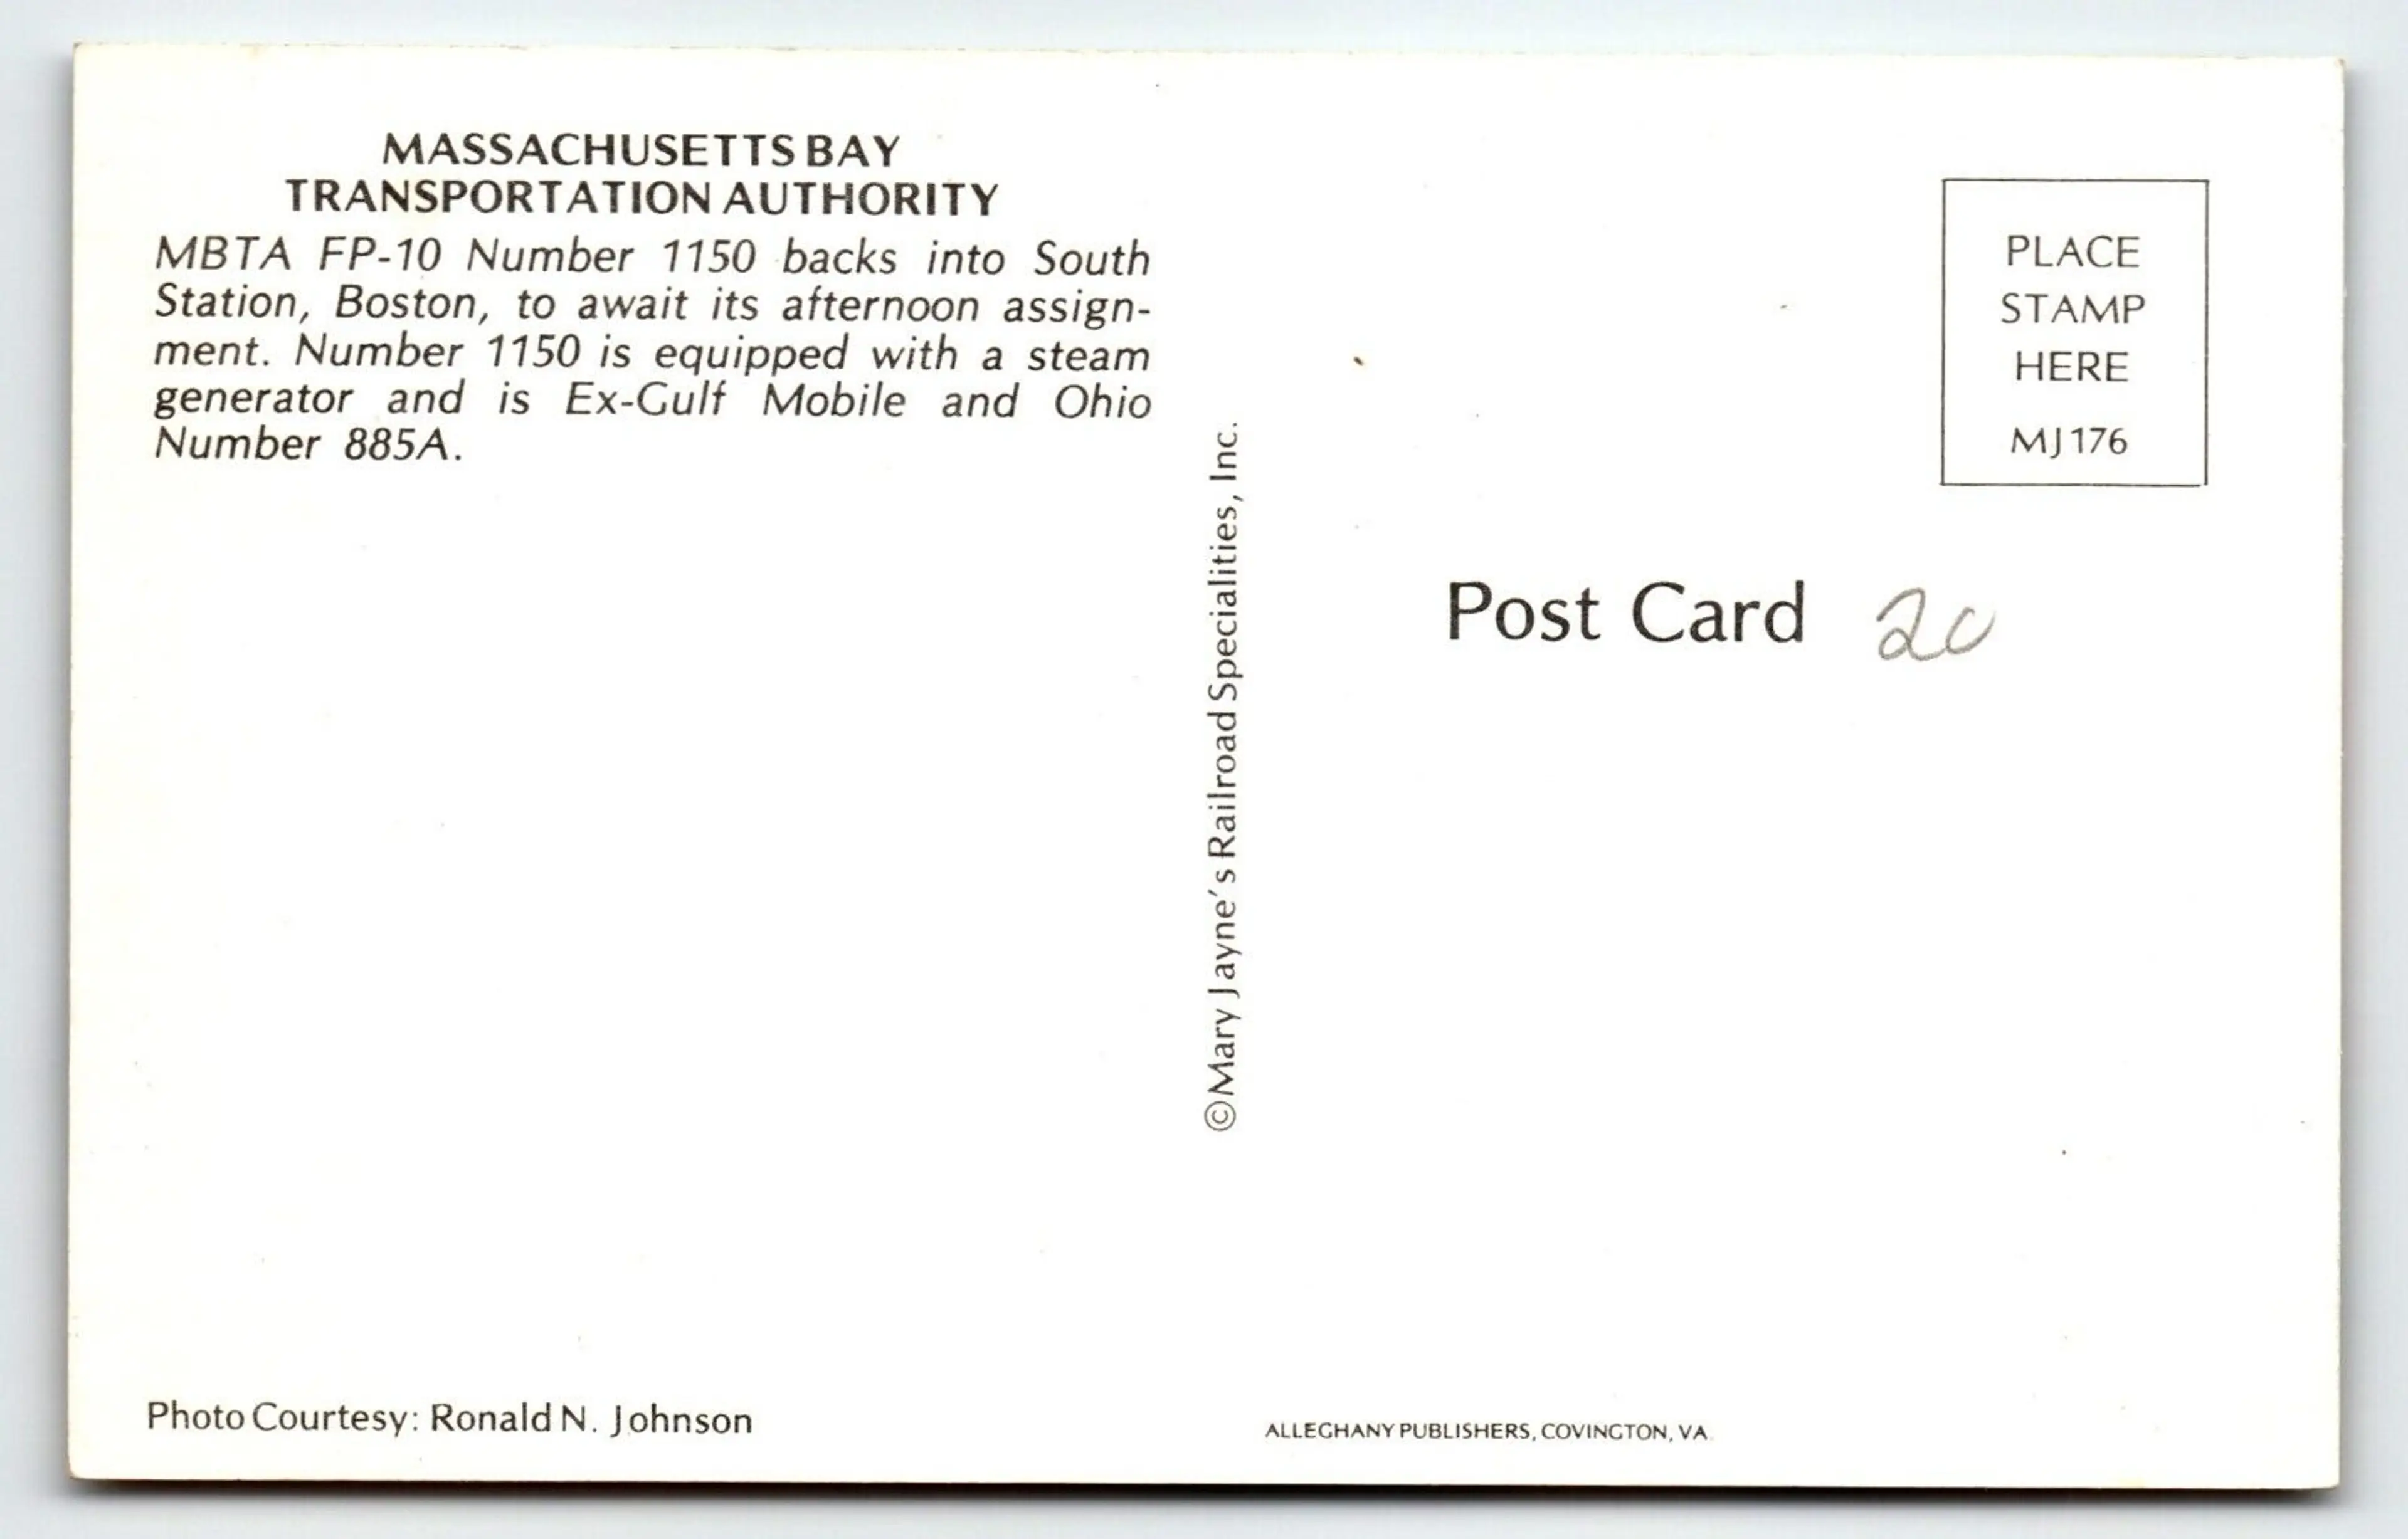 MASSACHUSETTS BAY
TRANSPORTATION AUTHORITY
MBTA FP-10 Number 1150 backs into South
Station, Boston, to await its afternoon assign-
ment. Number 1150 is equipped with a steam
generator and is Ex-Gulf Mobile and Ohio
Number 885A.
Photo Courtesy: Ronald N. Johnson
©Mary Jayne's Railroad Specialities, Inc.
PLACE
STAMP
HERE
MJ176
Post Card 20
ALLEGHANY PUBLISHERS, COVINGTON, VA.